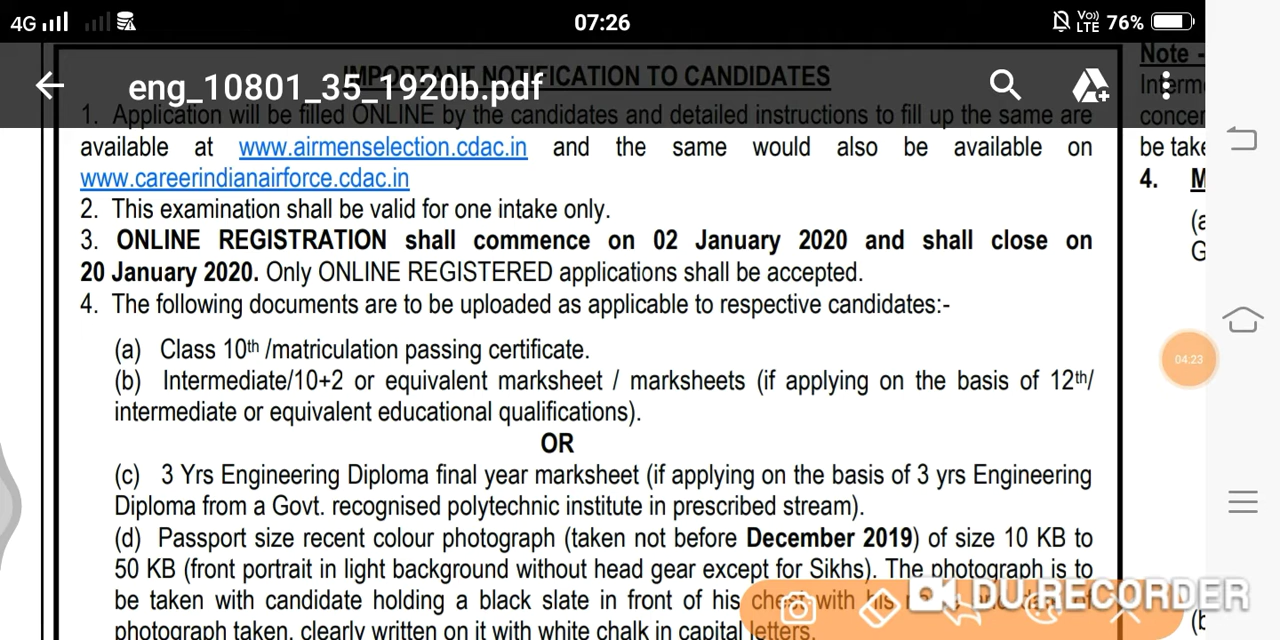 4G 07:26 Vo) LTE 76%
IMPORTANT NOTIFICATION TO CANDIDATES
eng_10801_35_1920b.pdf
1. Application will be filled ONLINE by the candidates and detailed instructions to fill up the same are
available at www.airmenselection.cdac.in and the same would also be available on
www.careerindianairforce.cdac.in
2. This examination shall be valid for one intake only.
3. ONLINE REGISTRATION shall commence on 02 January 2020 and shall close on
20 January 2020. Only ONLINE REGISTERED applications shall be accepted.
4. The following documents are to be uploaded as applicable to respective candidates:-
(a) Class 10th /matriculation passing certificate.
(b) Intermediate/10+2 or equivalent marksheet / marksheets (if applying on the basis of 12th/
intermediate or equivalent educational qualifications).
OR
(c) 3 Yrs Engineering Diploma final year marksheet (if applying on the basis of 3 yrs Engineering
Diploma from a Govt. recognised polytechnic institute in prescribed stream).
(d) Passport size recent colour photograph (taken not before December 2019) of size 10 KB to
50 KB (front portrait in light background without head gear except for Sikhs). The photograph is to
be taken with candidate holding a black slate in front of his chest with his
photograph taken, clearly written on it with white chalk in capital letters.
Note -
Interm
concer
be take
4. M
(a
G
(b
04:23
DU RECORDER